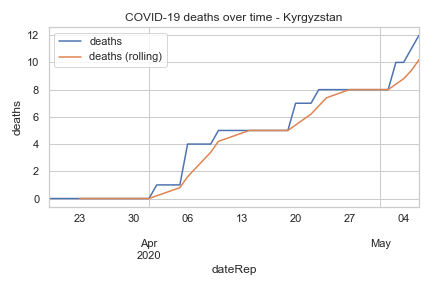 COVID-19 deaths over time - Kyrgyzstan
deaths
deaths (rolling)
12
10
8
6
4
2
0
deaths
23
30
06
13
20
27
04
Apr
2020
May
dateRep